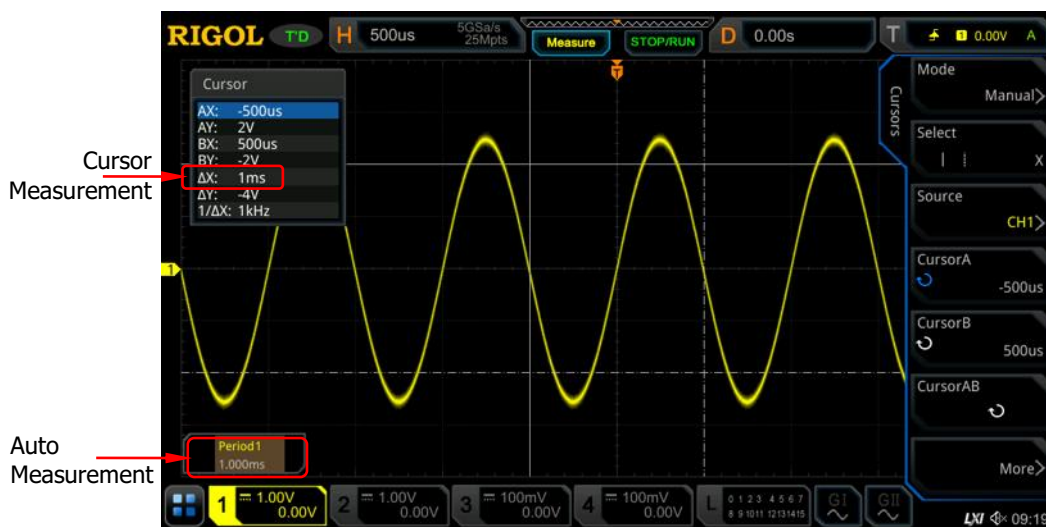 RIGOL T'D H 500us 5GSa/s 25Mpts Measure STOP/RUN D 0.00s T 1 0.00V A
T
Cursor
AX: -500us
AY: 2V
BX: 500us
BY: -2V
ΔX: 1ms
ΔY: -4V
1/ΔX: 1kHz
Cursor
Measurement
Cursors
Mode
Manual>
Select
X
Source
CH1>
CursorA
-500us
CursorB
500us
CursorAB
More>
1
Auto
Measurement
Period1
1.000ms
1 1.00V 0.00V
2 1.00V 0.00V
3 100mV 0.00V
4 100mV 0.00V
L 0 1 2 3 4 5 6 7
8 9 10 11 12 13 14 15
GI
GII
LXI 09:19